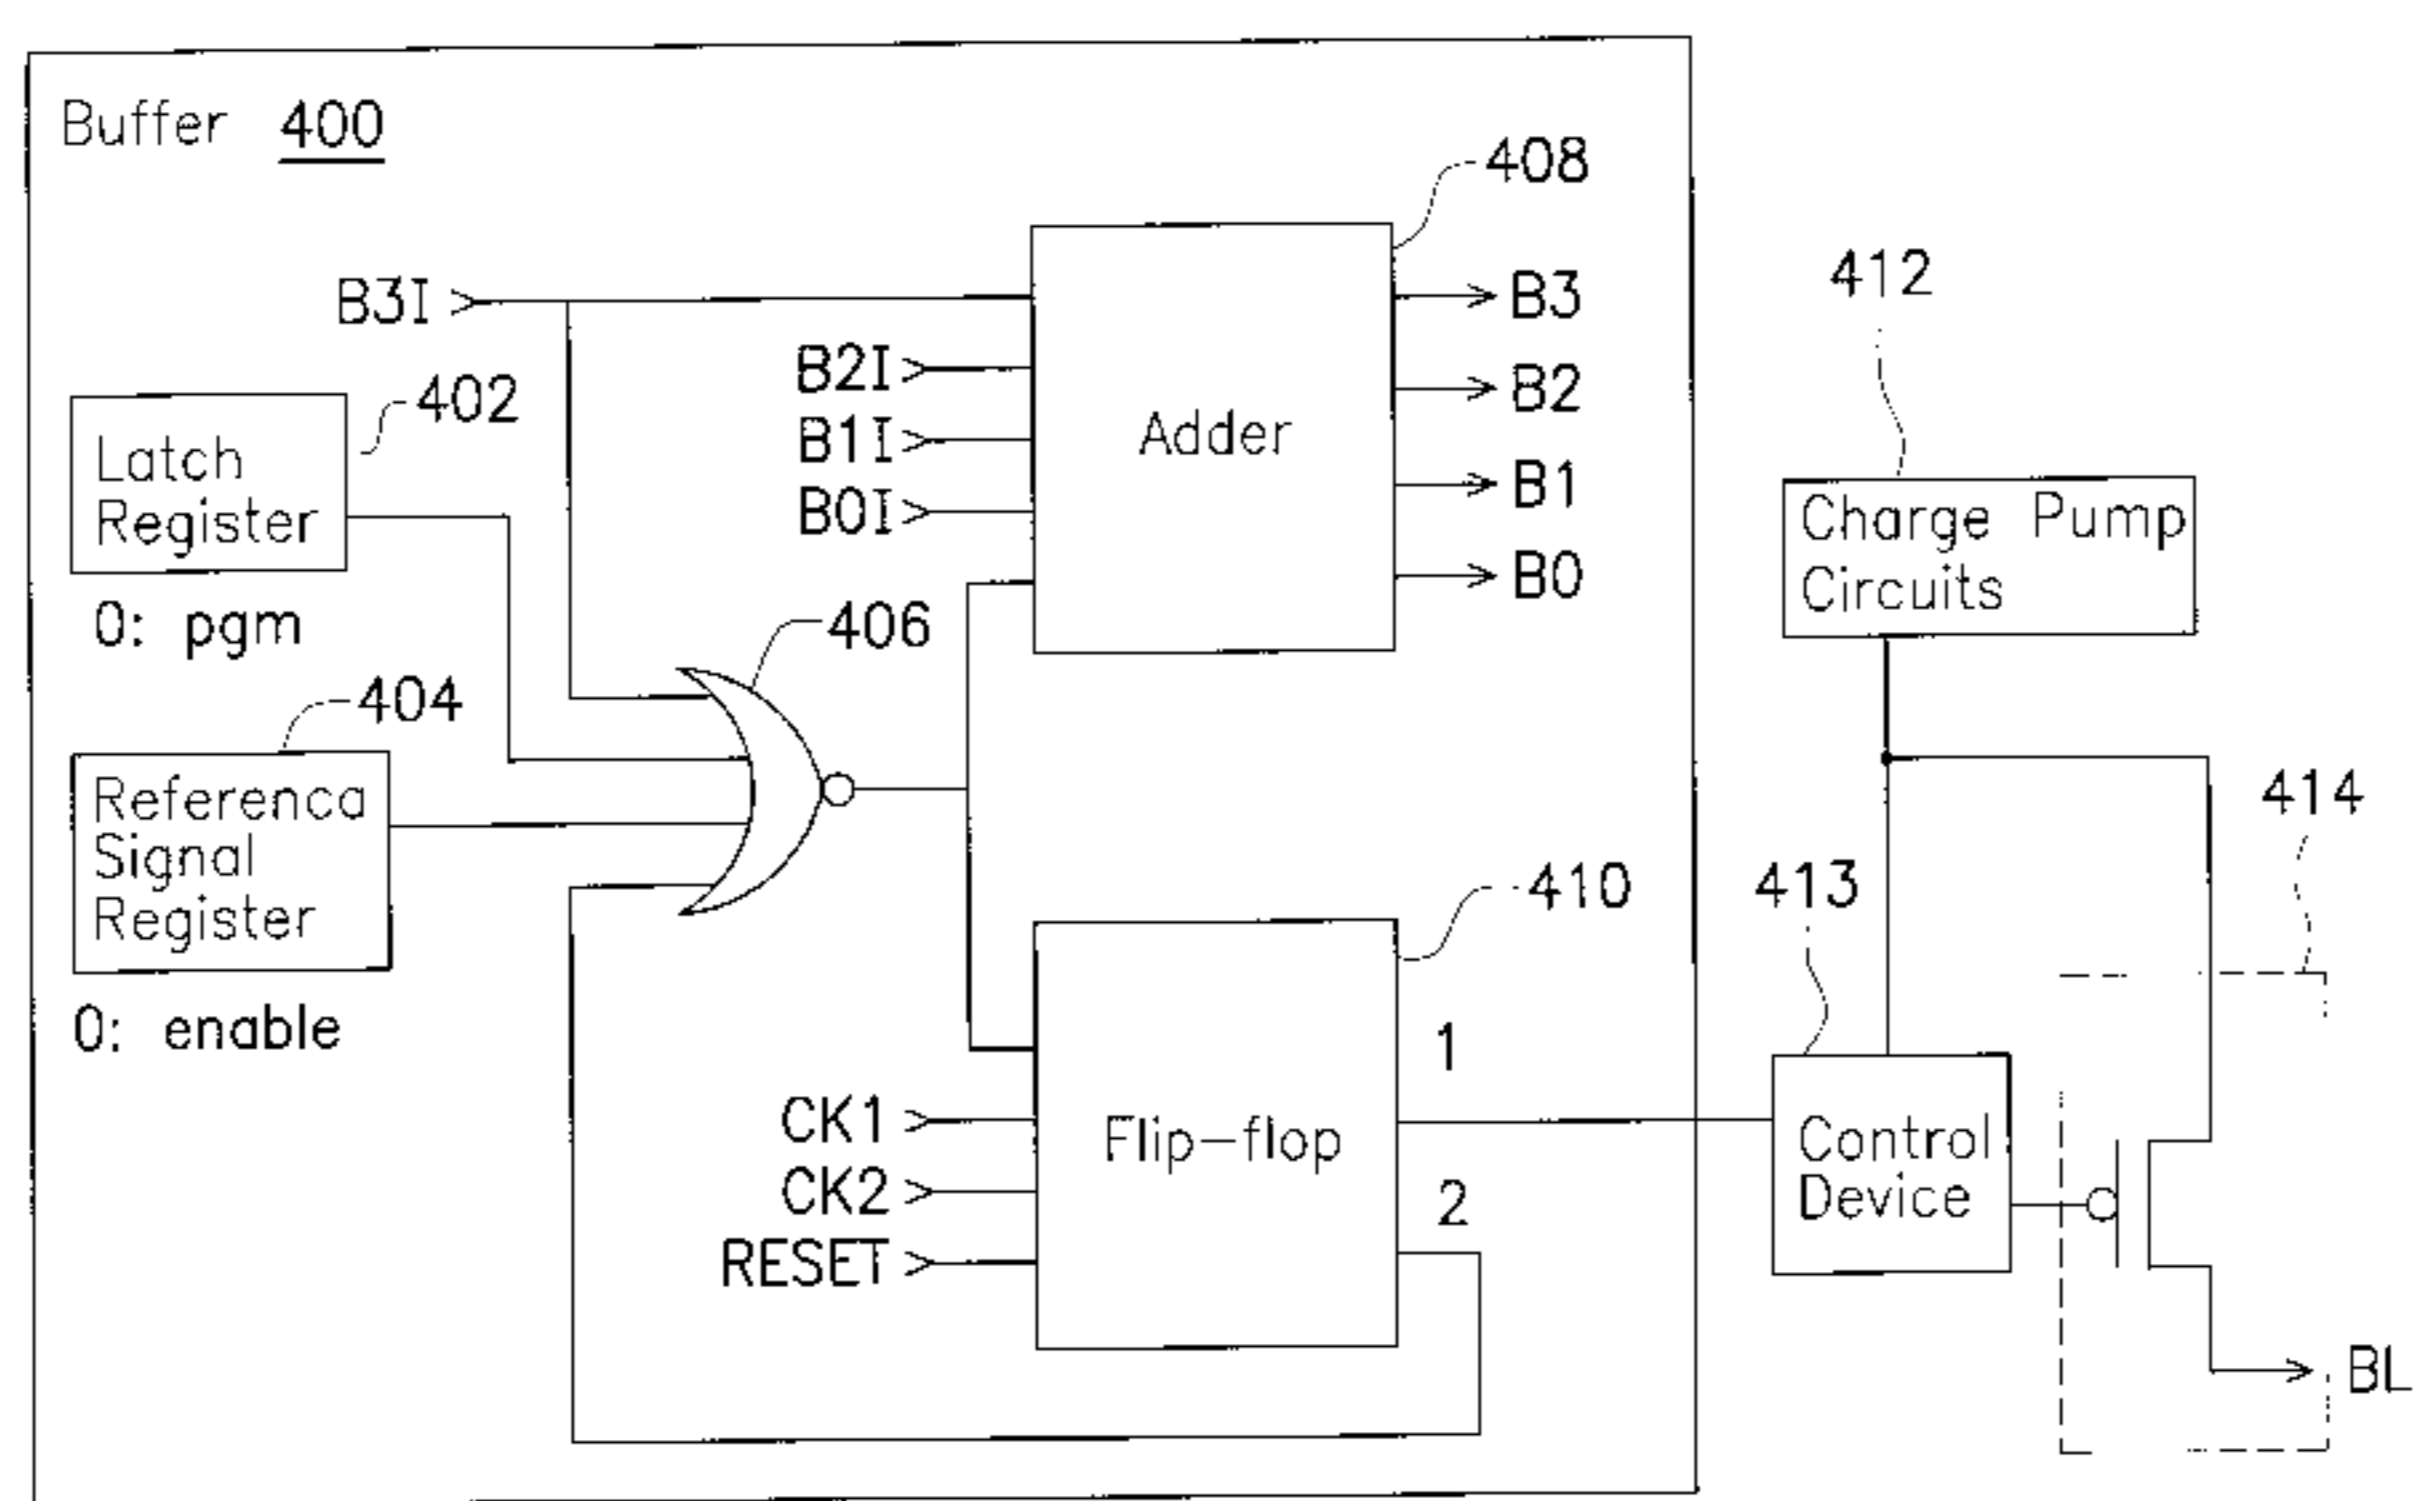 Buffer 400
408
B3I
B3
412
B2I
B2
402
Latch
Register
B1I
Adder
B1
B0I
B0
Charge Pump
Circuits
0: pgm
406
404
Referenca
Signal
Register
414
410
413
0: enable
1
CK1
Flip-flop
Control
Device
CK2
2
RESET
BL